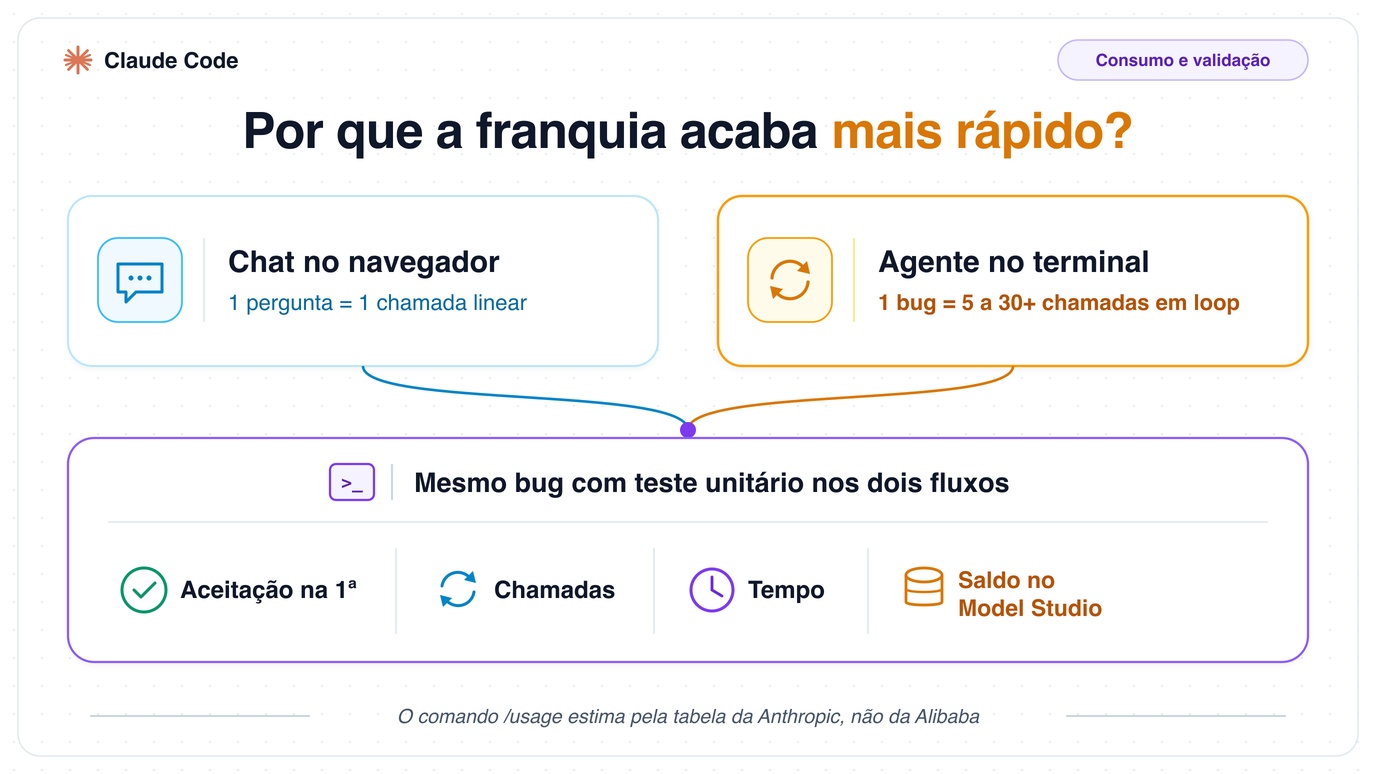 Claude Code
Consumo e validação
Por que a franquia acaba mais rápido?
Chat no navegador
1 pergunta = 1 chamada linear
Agente no terminal
1 bug = 5 a 30+ chamadas em loop
>_
Mesmo bug com teste unitário nos dois fluxos
Aceitação na 1ª
Chamadas
Tempo
Saldo no
Model Studio
O comando /usage estima pela tabela da Anthropic, não da Alibaba